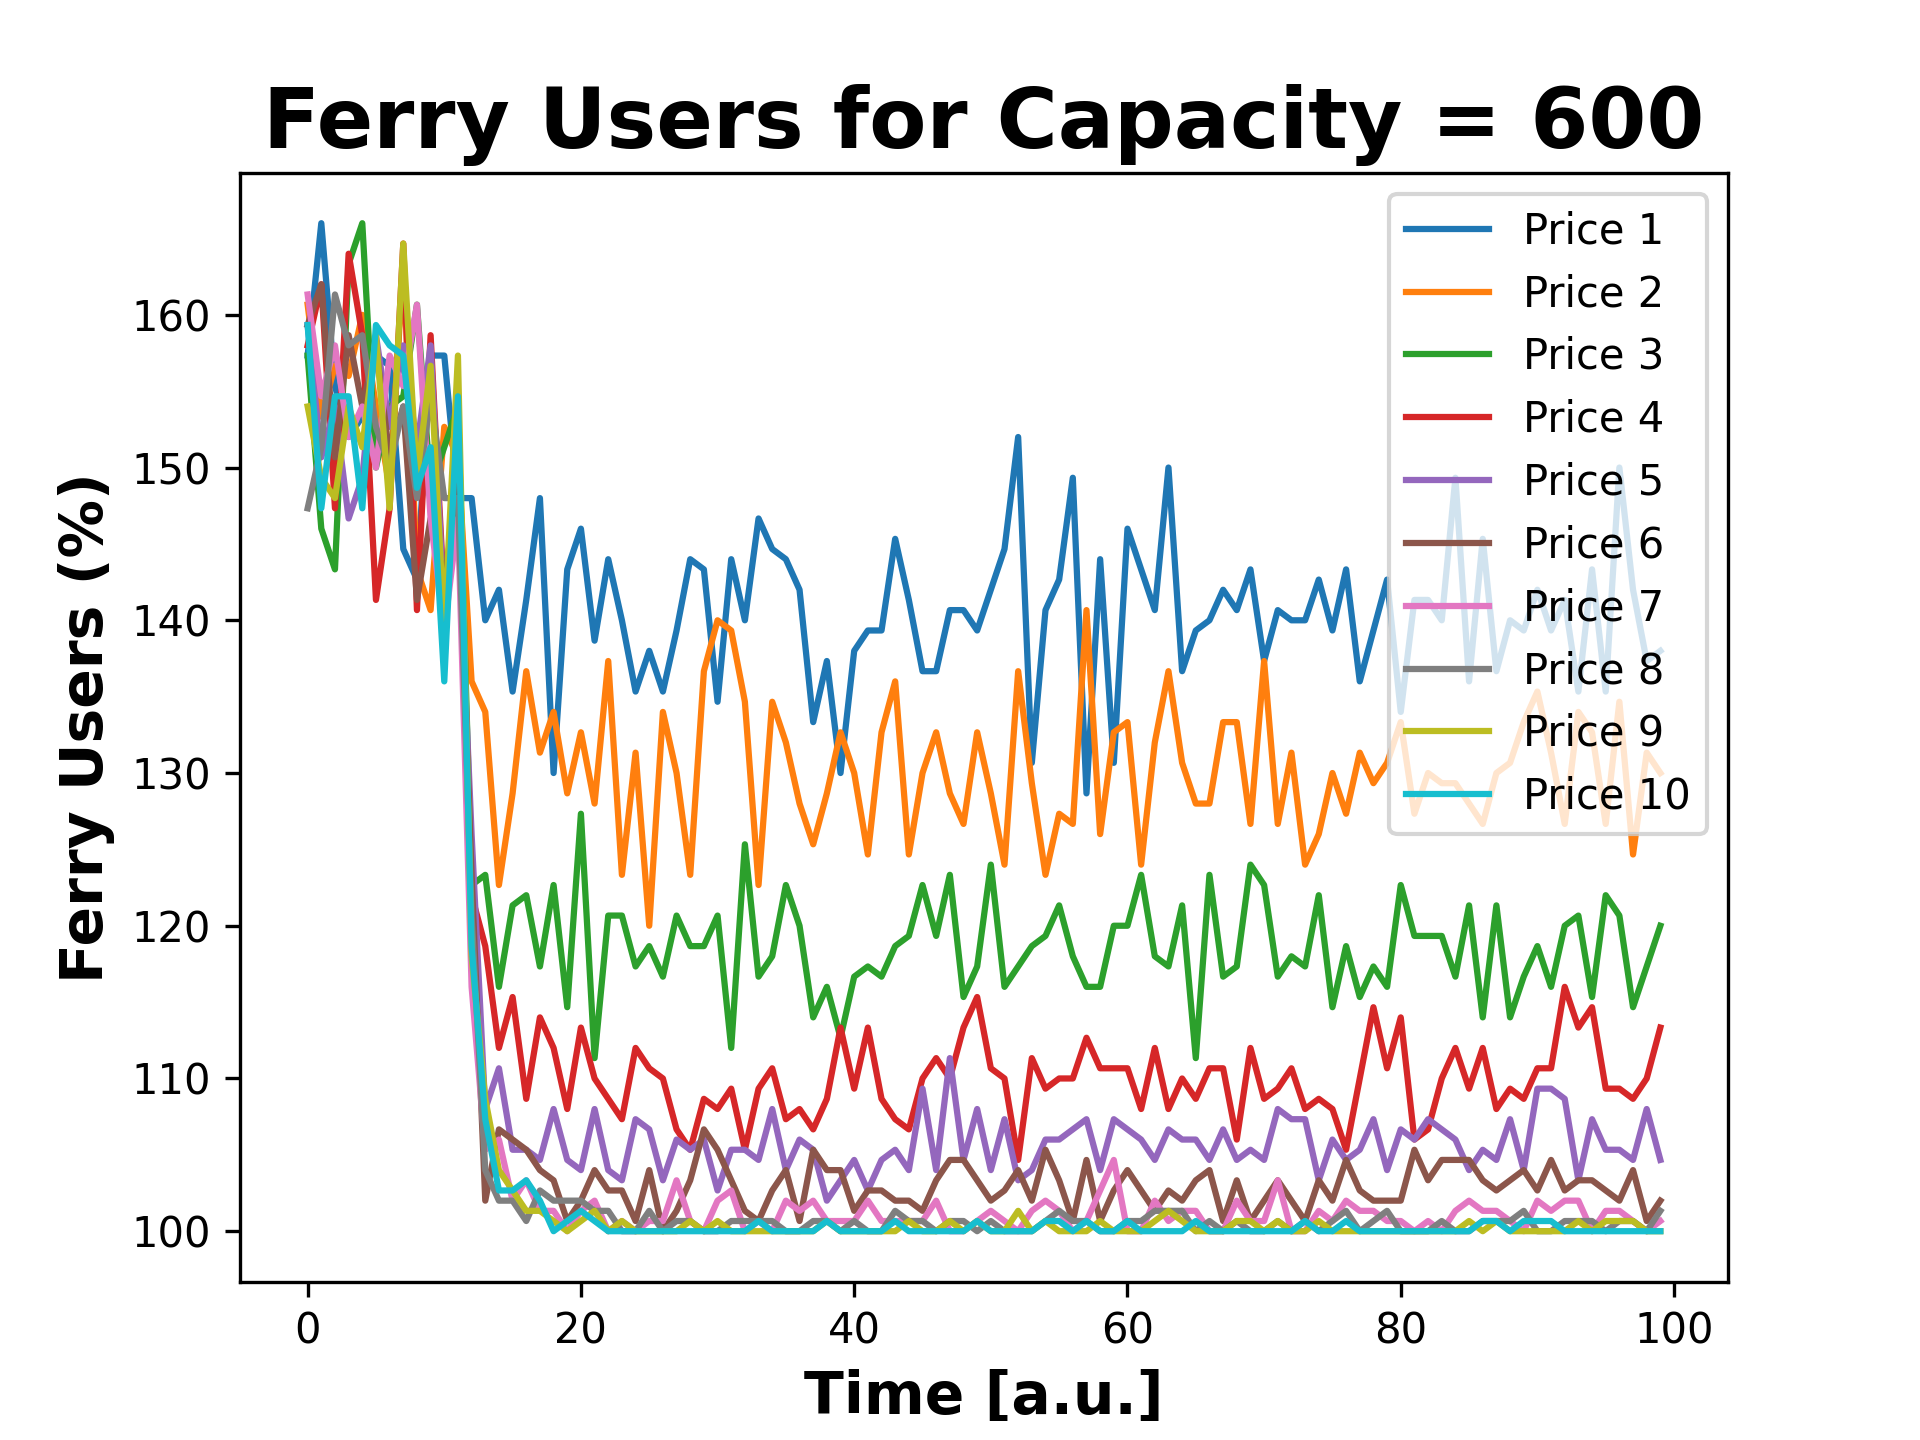 Ferry Users for Capacity = 600
Ferry Users (%)
160
150
140
130
120
110
100
Price 1
Price 2
Price 3
Price 4
Price 5
Price 6
Price 7
Price 8
Price 9
Price 10
0 20 40 60 80 100
Time [a.u.]